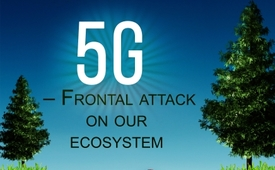 5G
– Frontal attack
on our
ecosystem